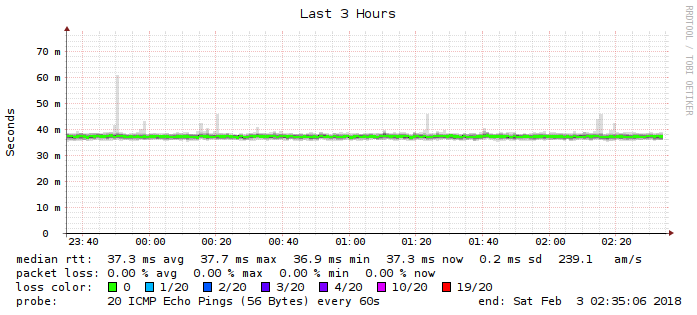 Last 3 Hours
RRDTOOL / TOBI OETIKER
Seconds
70 m
60 m
50 m
40 m
30 m
20 m
10 m
0
23:40 00:00 00:20 00:40 01:00 01:20 01:40 02:00 02:20
median rtt: 37.3 ms avg 37.7 ms max 36.9 ms min 37.3 ms now 0.2 ms sd 239.1 am/s
packet loss: 0.00 % avg 0.00 % max 0.00 % min 0.00 % now
loss color: 0 1/20 2/20 3/20 4/20 10/20 19/20
probe: 20 ICMP Echo Pings (56 Bytes) every 60s end: Sat Feb 3 02:35:06 2018